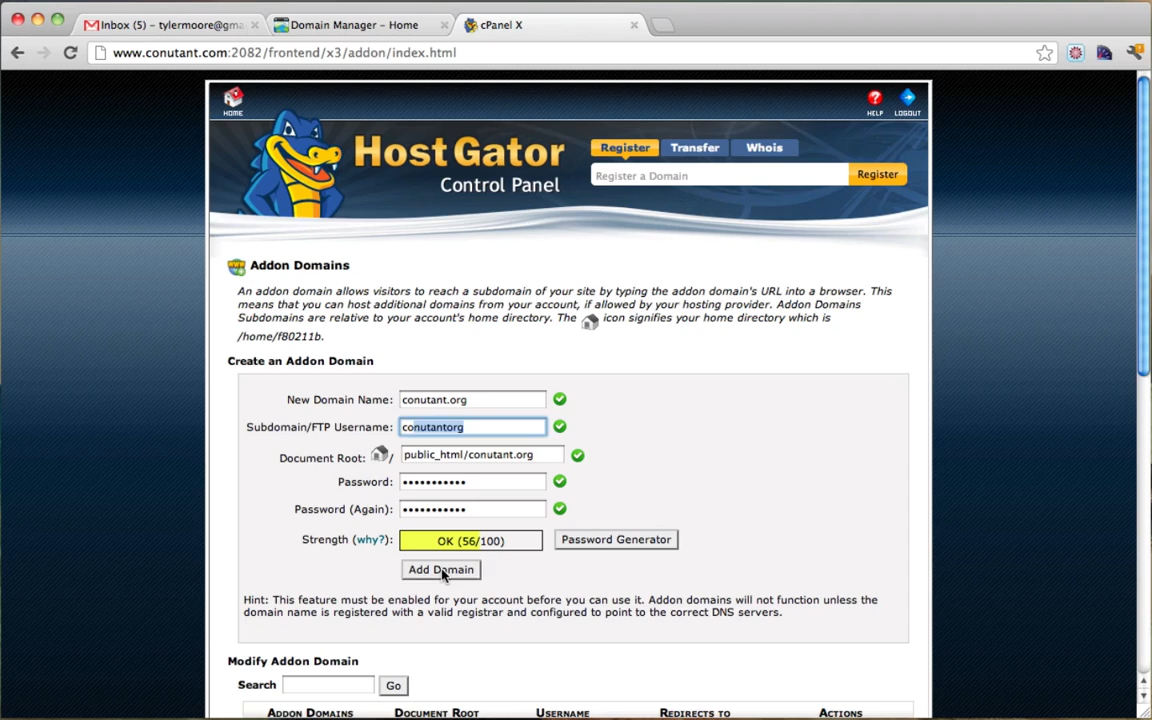 Inbox (5) – tylermoore@gma
Domain Manager – Home
cPanel X
www.conutant.com:2082/frontend/x3/addon/index.html
HOME
HELP
LOGOUT
HostGator
Control Panel
Register
Transfer
Whois
Register a Domain
Register
Addon Domains
An addon domain allows visitors to reach a subdomain of your site by typing the addon domain's URL into a browser. This
means that you can host additional domains from your account, if allowed by your hosting provider. Addon Domains
Subdomains are relative to your account's home directory. The icon signifies your home directory which is
/home/f80211b.
Create an Addon Domain
New Domain Name: conutant.org
Subdomain/FTP Username: conutantorg
Document Root: / public_html/conutant.org
Password: •••••••••••
Password (Again): •••••••••••
Strength (why?): OK (56/100) Password Generator
Add Domain
Hint: This feature must be enabled for your account before you can use it. Addon domains will not function unless the
domain name is registered with a valid registrar and configured to point to the correct DNS servers.
Modify Addon Domain
Search Go
ADDON DOMAINS DOCUMENT ROOT USERNAME REDIRECTS TO ACTIONS